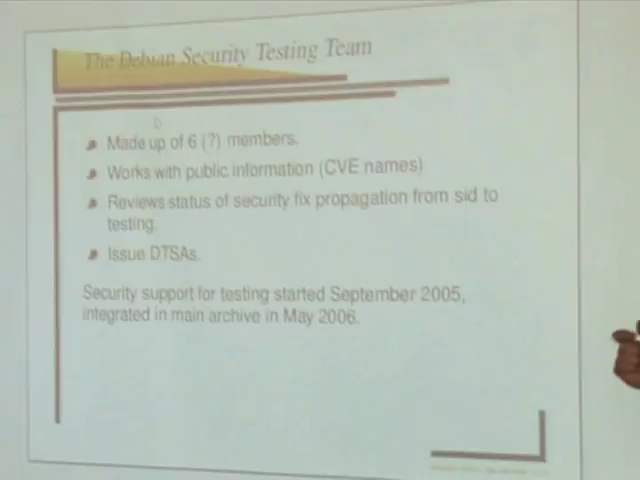 The Debian Security Testing Team
Made up of 6 (?) members.
Works with public information (CVE names)
Reviews status of security fix propagation from sid to
testing.
Issue DTSAs.
Security support for testing started September 2005,
integrated in main archive in May 2006.